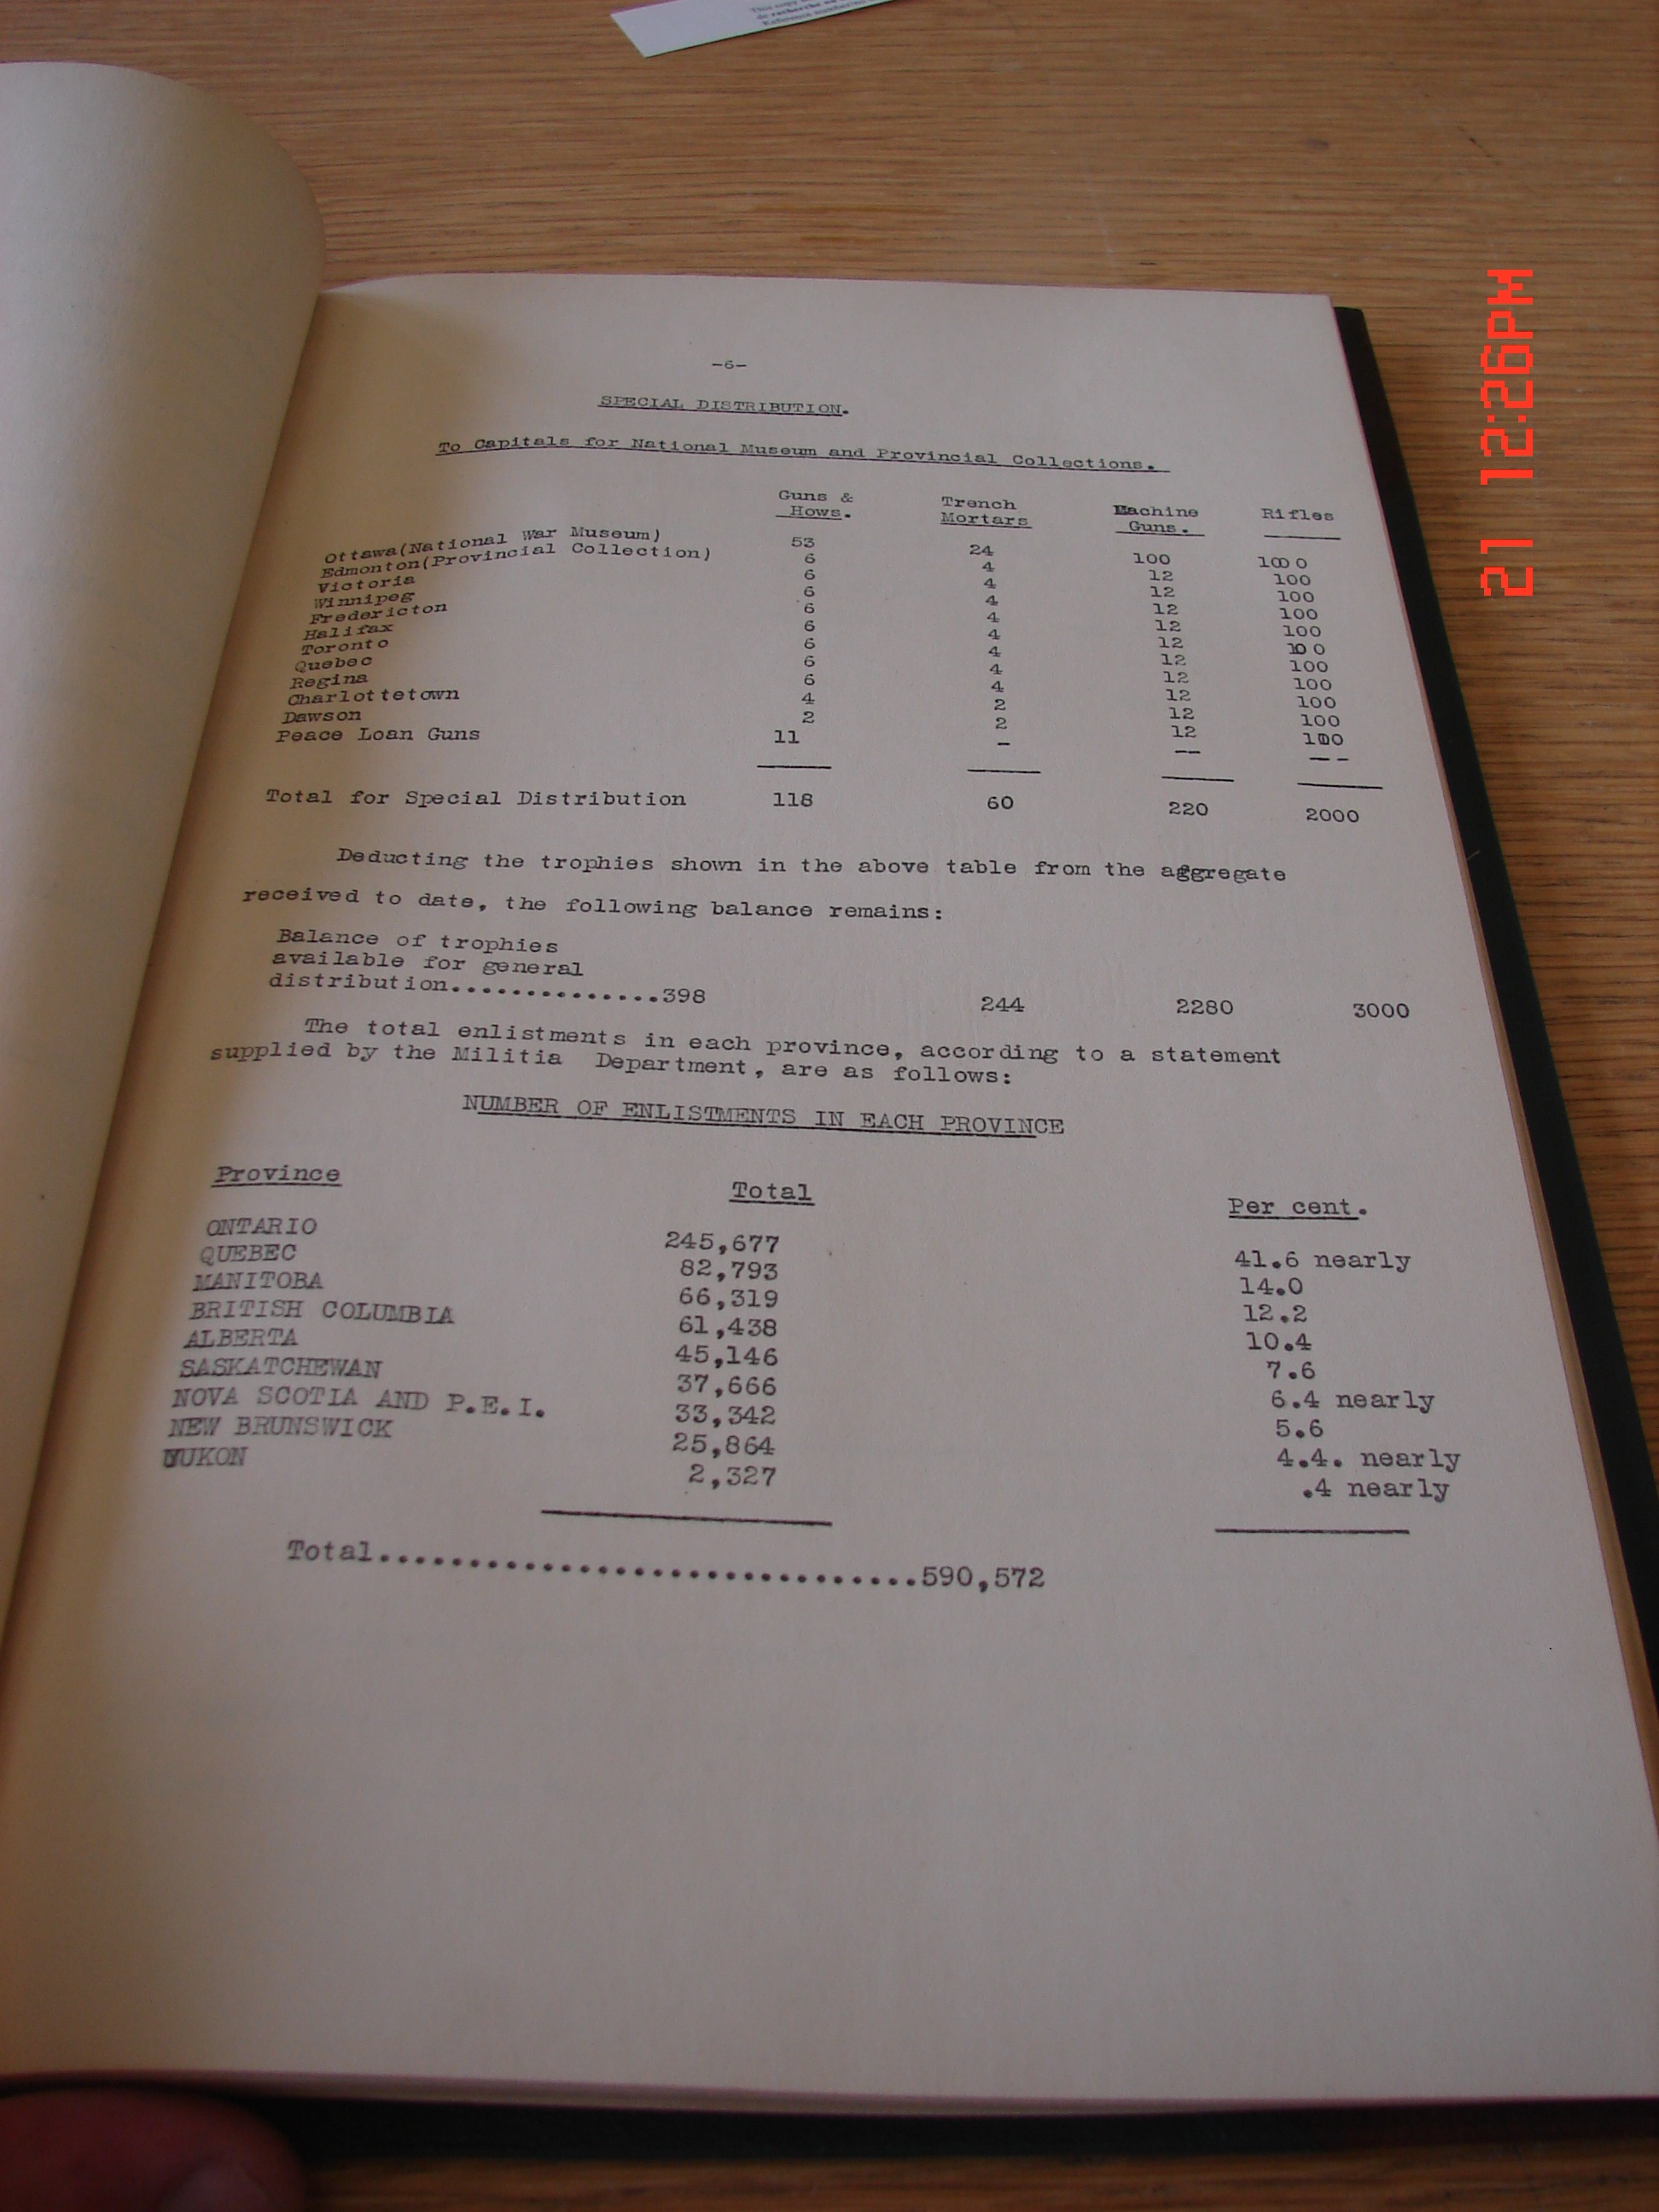 This copy
de recherche
Reference
-6-
SPECIAL DISTRIBUTION.
To Capitals for National Museum and Provincial Collections.
Guns & Hows. Trench Mortars Machine Guns. Rifles
Ottawa(National War Museum) 53 24 100 1000
Edmonton(Provincial Collection) 6 4 12 100
Victoria 6 4 12 100
Winnipeg 6 4 12 100
Fredericton 6 4 12 100
Halifax 6 4 12 100
Toronto 6 4 12 100
Quebec 6 4 12 100
Regina 6 4 12 100
Charlottetown 4 2 12 100
Dawson 2 2 12 100
Peace Loan Guns 11 - -- --
Total for Special Distribution 118 60 220 2000
Deducting the trophies shown in the above table from the aggregate
received to date, the following balance remains:
Balance of trophies
available for general
distribution..............398 244 2280 3000
The total enlistments in each province, according to a statement
supplied by the Militia Department, are as follows:
NUMBER OF ENLISTMENTS IN EACH PROVINCE
Province Total Per cent.
ONTARIO 245,677 41.6 nearly
QUEBEC 82,793 14.0
MANITOBA 66,319 12.2
BRITISH COLUMBIA 61,438 10.4
ALBERTA 45,146 7.6
SASKATCHEWAN 37,666 6.4 nearly
NOVA SCOTIA AND P.E.I. 33,342 5.6
NEW BRUNSWICK 25,864 4.4. nearly
YUKON 2,327 .4 nearly
Total.................................590,572
21 12:26PM